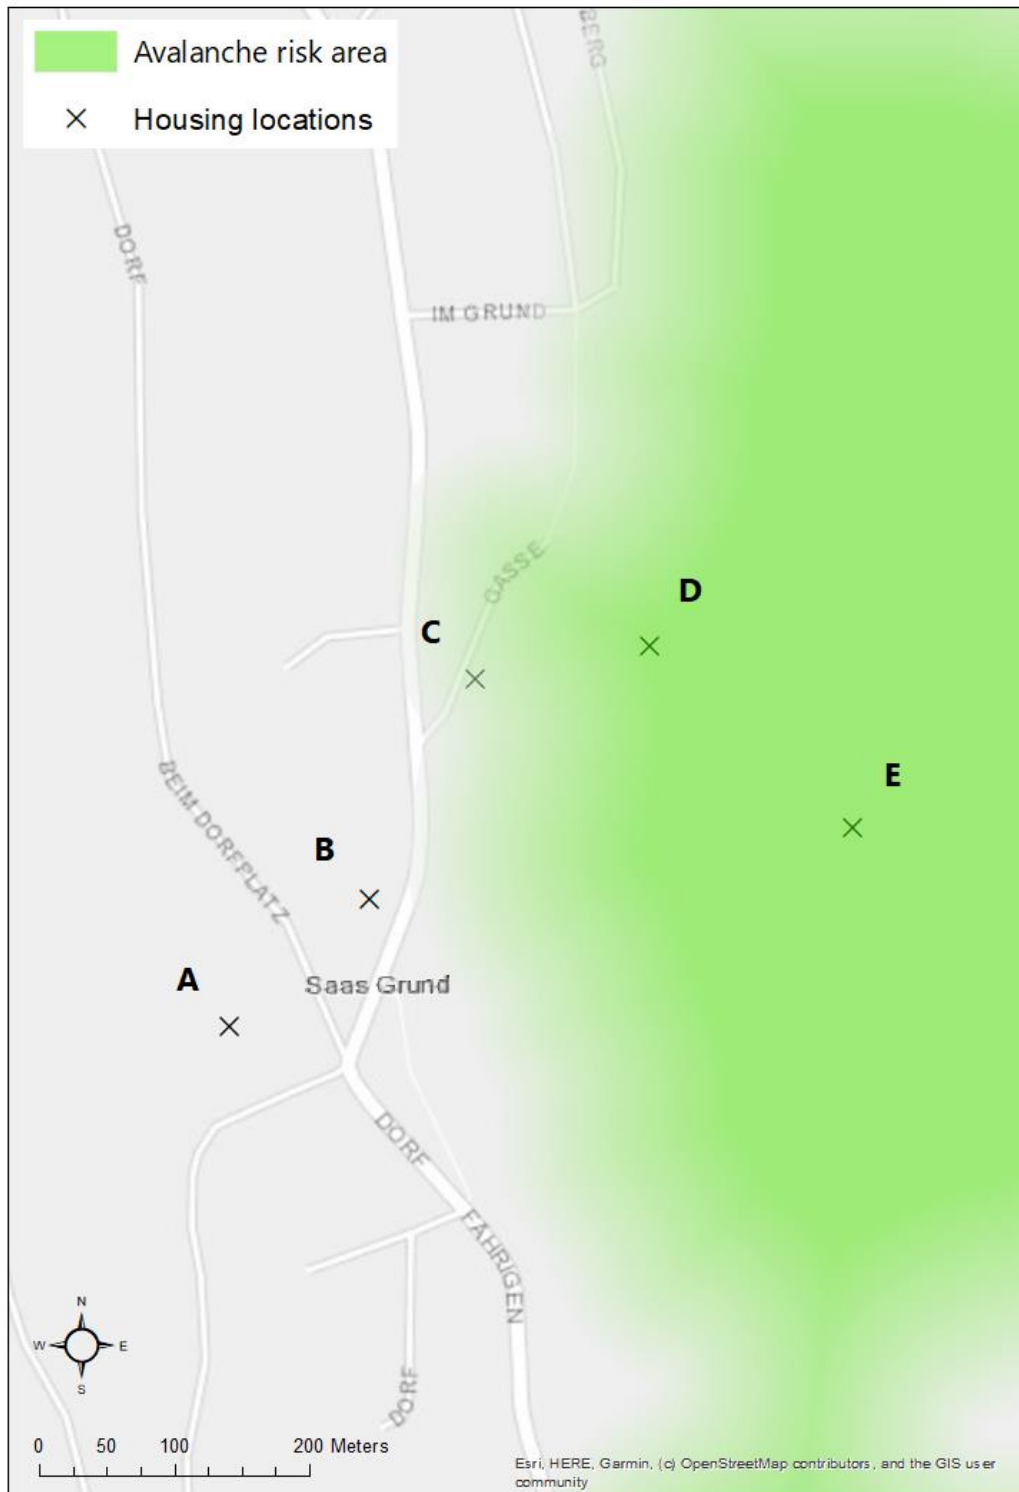 Avalanche risk area
Housing locations
BERG
DORF
IM GRUND
GASSE
D
C
E
BEIM DORFPLATZ
B
Saas Grund
A
DORF
FAHRIGEN
N
W E
S
DORF
0 50 100 200 Meters
Esri, HERE, Garmin, (c) OpenStreetMap contributors, and the GIS user
community